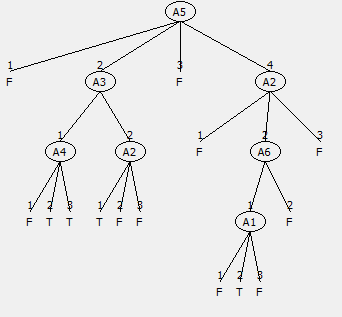 A5
1 2 3 4
F A3 F A2
1 2 1 2 3
A4 A2 F A6 F
1 2 3 1 2 3 1 2
F T T T F F A1 F
1 2 3
F T F